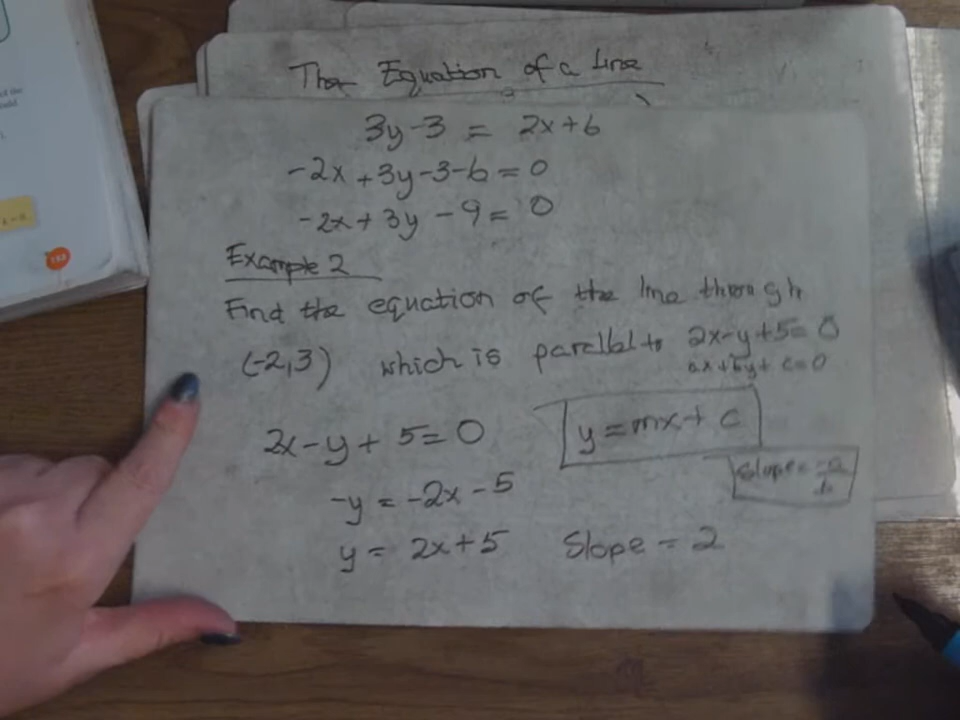 The Equation of a Line
3y-3 = 2x+6
-2x+3y-3-6=0
-2x+3y-9=0
Example 2
Find the equation of the line through
(-2,3) which is parallel to 2x-y+5=0
ax+by+c=0
2x-y+5=0
y=mx+c
Slope=-a/b
-y=-2x-5
y=2x+5 Slope=2